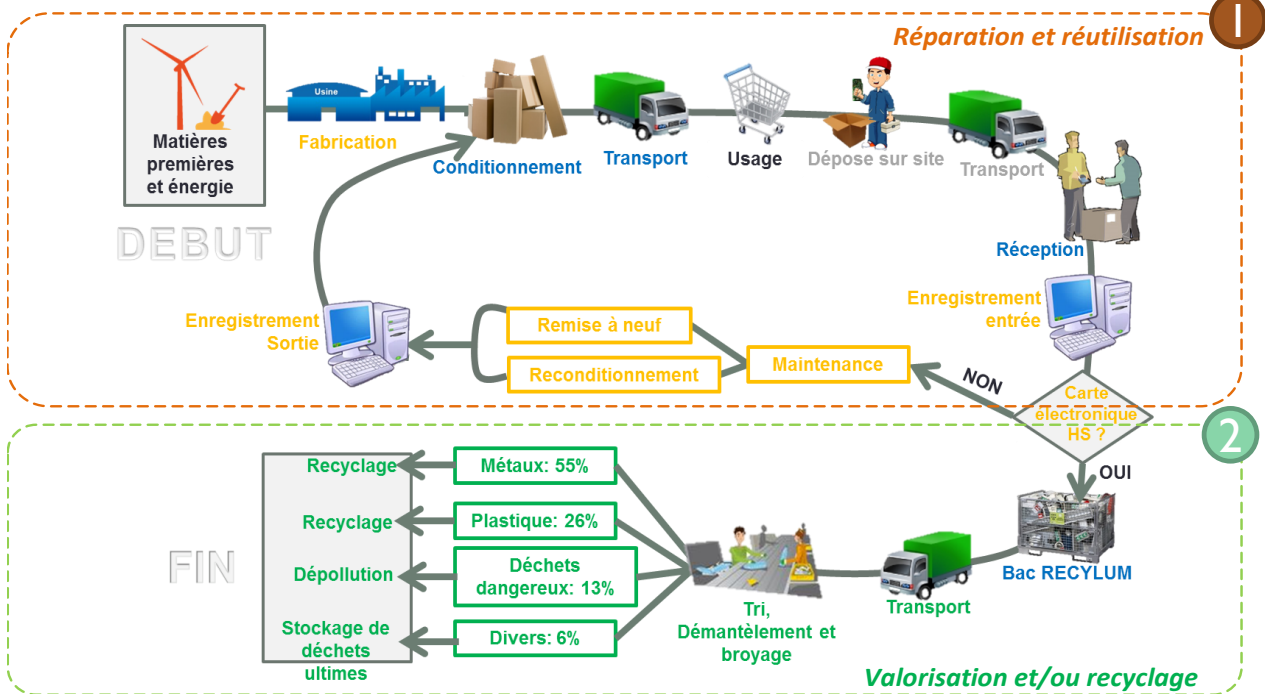 1
Réparation et réutilisation
Usine
Matières
premières
et énergie
Fabrication
Conditionnement
Transport
Usage
Dépose sur site
Transport
DEBUT
Réception
Enregistrement
entrée
Enregistrement
Sortie
Remise à neuf
Reconditionnement
Maintenance
NON
Carte
électronique
HS ?
2
OUI
Recyclage
Métaux: 55%
Recyclage
Plastique: 26%
FIN
Dépollution
Déchets
dangereux: 13%
Stockage de
déchets
ultimes
Divers: 6%
Tri,
Démantèlement et
broyage
Transport
Bac RECYLUM
Valorisation et/ou recyclage